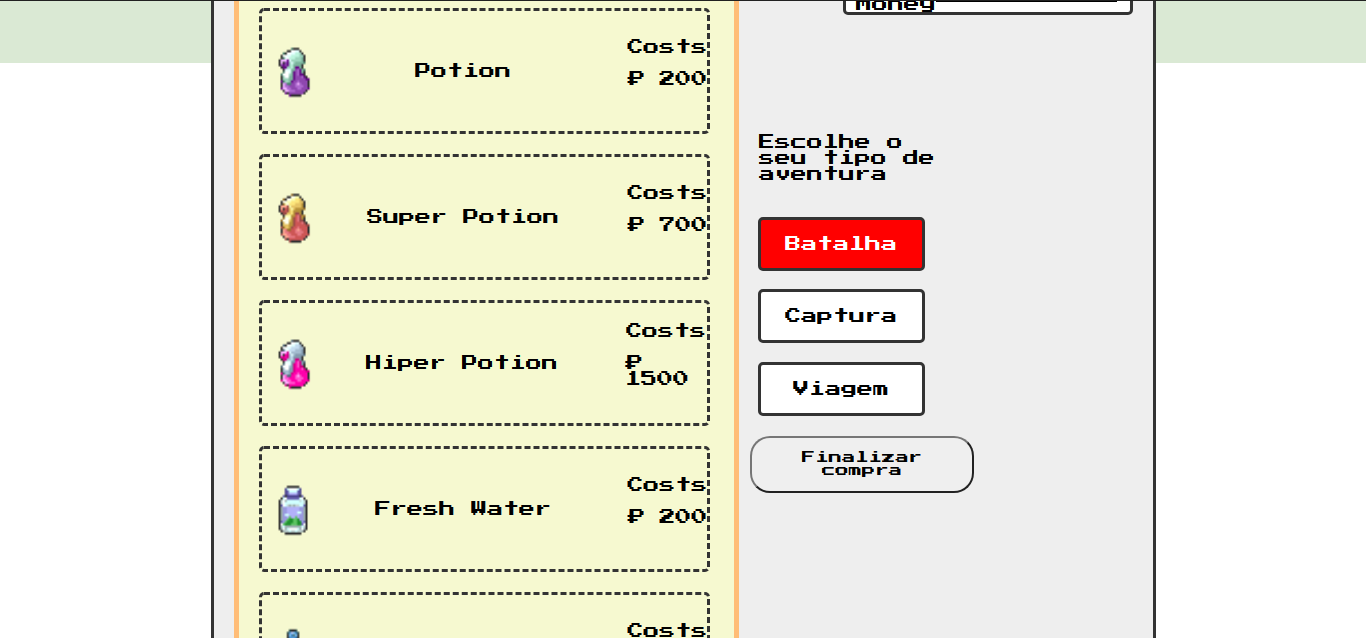 Money
Potion
Costs
₽ 200
Super Potion
Costs
₽ 700
Hiper Potion
Costs
₽
1500
Fresh Water
Costs
₽ 200
Costs
Escolhe o
seu tipo de
aventura
Batalha
Captura
Viagem
Finalizar
compra